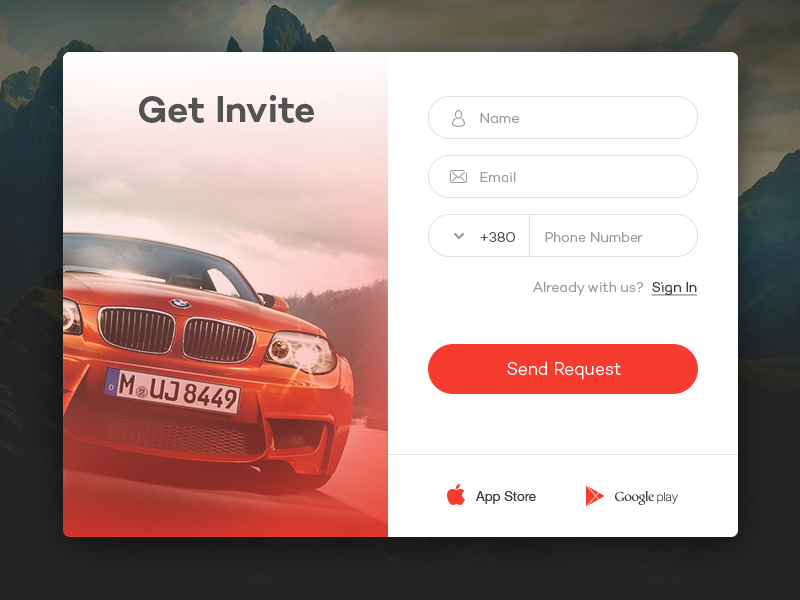 Get Invite
Name
Email
+380 Phone Number
Already with us? Sign In
Send Request
App Store
Google play
D M UJ 8449